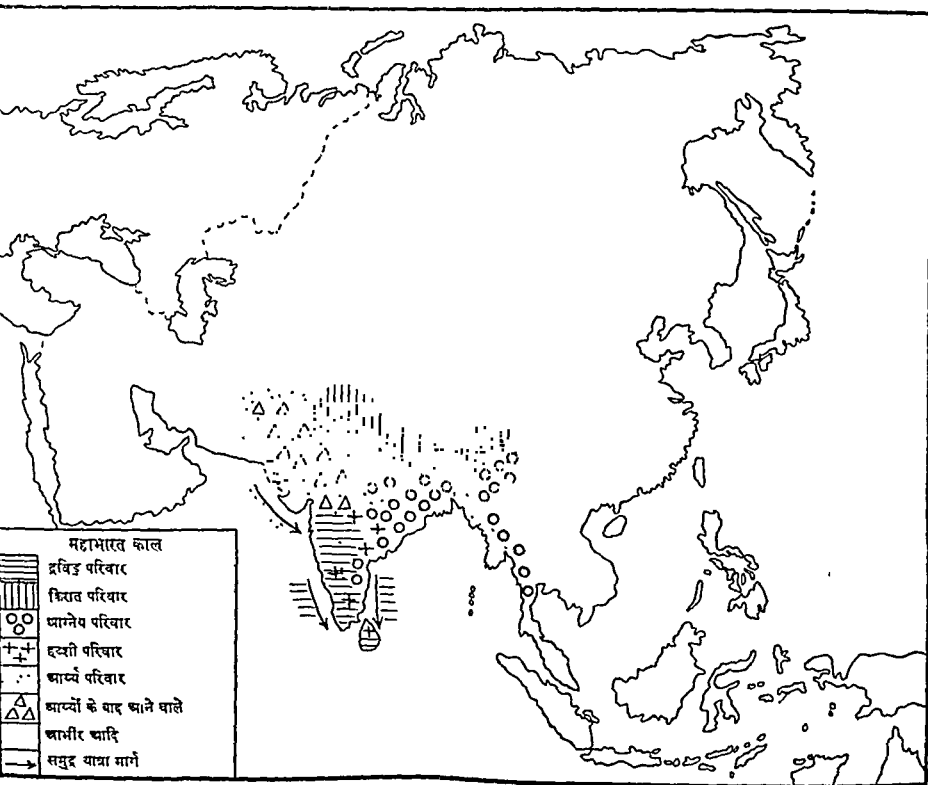 महाभारत काल
द्रविड़ परिवार
किरात परिवार
आग्नेय परिवार
हब्शी परिवार
आर्य्य परिवार
आर्य्यों के बाद आने वाले
आभीर आदि
समुद्र यात्रा मार्ग